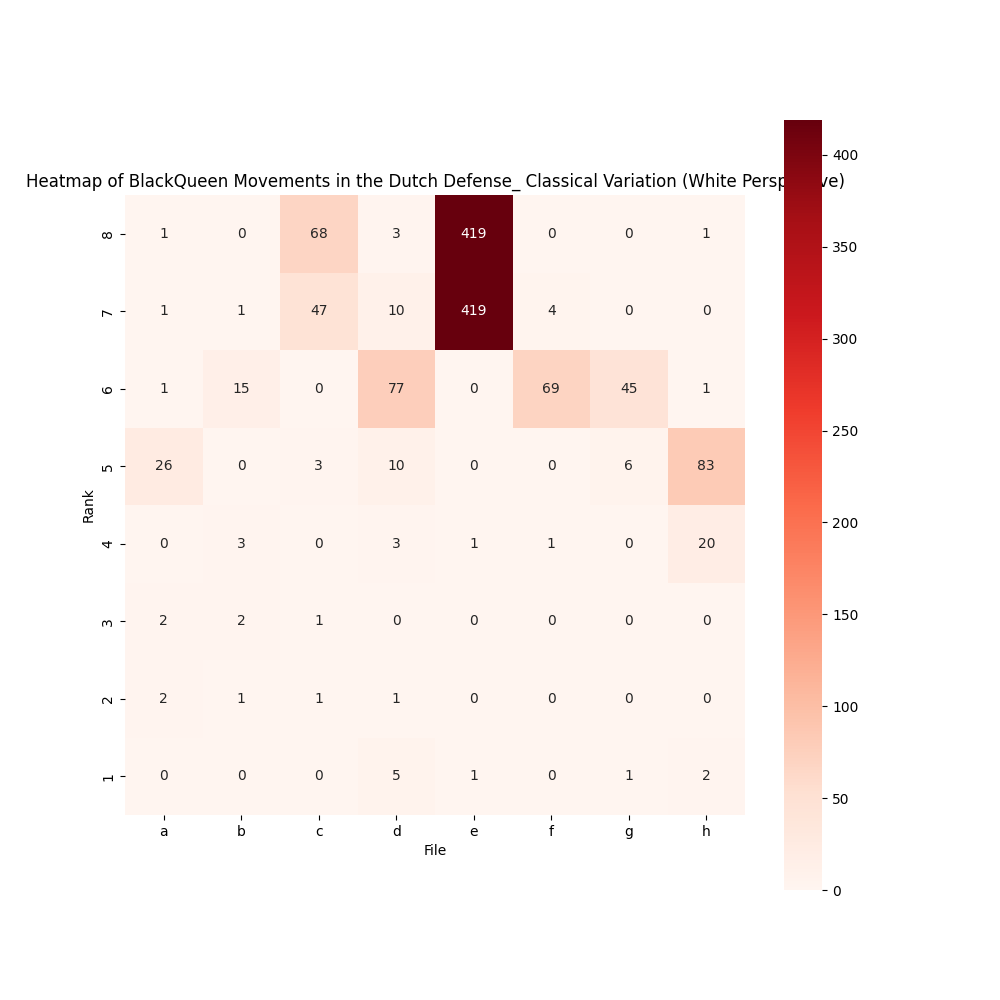 Heatmap of BlackQueen Movements in the Dutch Defense_ Classical Variation (White Perspective)
8 1 0 68 3 419 0 0 1
7 1 1 47 10 419 4 0 0
6 1 15 0 77 0 69 45 1
5 26 0 3 10 0 0 6 83
4 0 3 0 3 1 1 0 20
3 2 2 1 0 0 0 0 0
2 2 1 1 1 0 0 0 0
1 0 0 0 5 1 0 1 2
a b c d e f g h
File
Rank
400
350
300
250
200
150
100
50
0